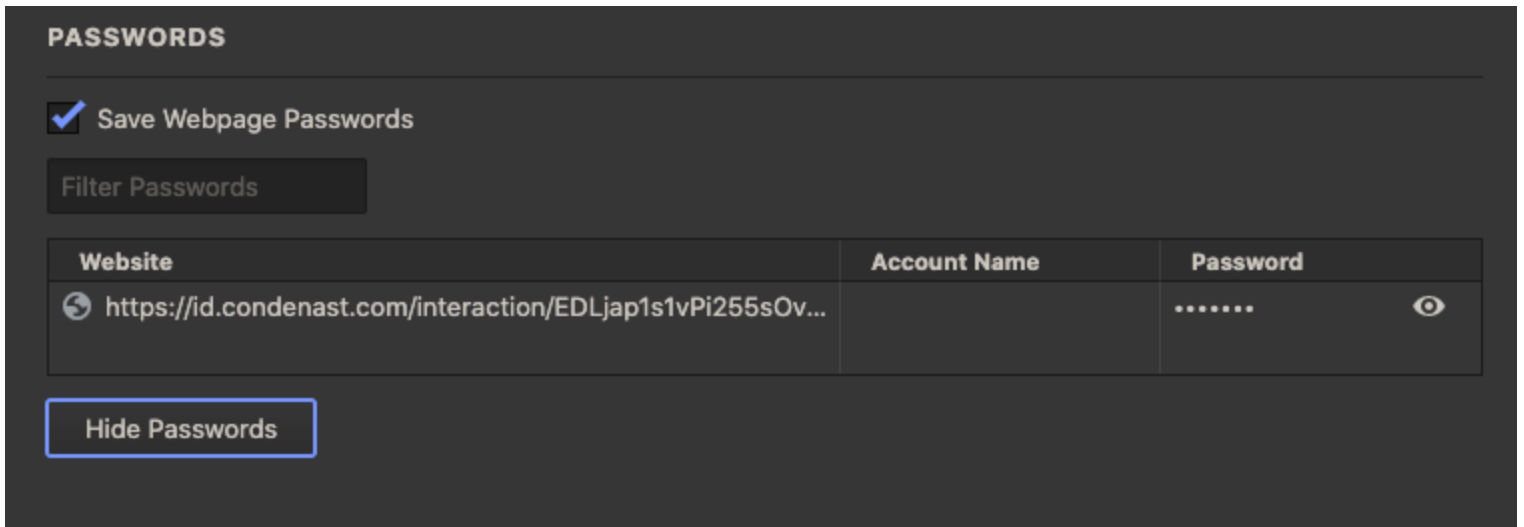 PASSWORDS
Save Webpage Passwords
Filter Passwords
Website Account Name Password
https://id.condenast.com/interaction/EDLjap1s1vPi255sOv... •••••••
Hide Passwords